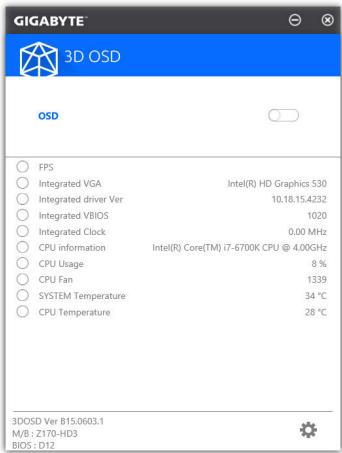 GIGABYTE™
3D OSD
OSD
FPS
Integrated VGA Intel(R) HD Graphics 530
Integrated driver Ver 10.18.15.4232
Integrated VBIOS 1020
Integrated Clock 0.00 MHz
CPU information Intel(R) Core(TM) i7-6700K CPU @ 4.00GHz
CPU Usage 8 %
CPU Fan 1339
SYSTEM Temperature 34 °C
CPU Temperature 28 °C
3DOSD Ver B15.0603.1
M/B : Z170-HD3
BIOS : D12